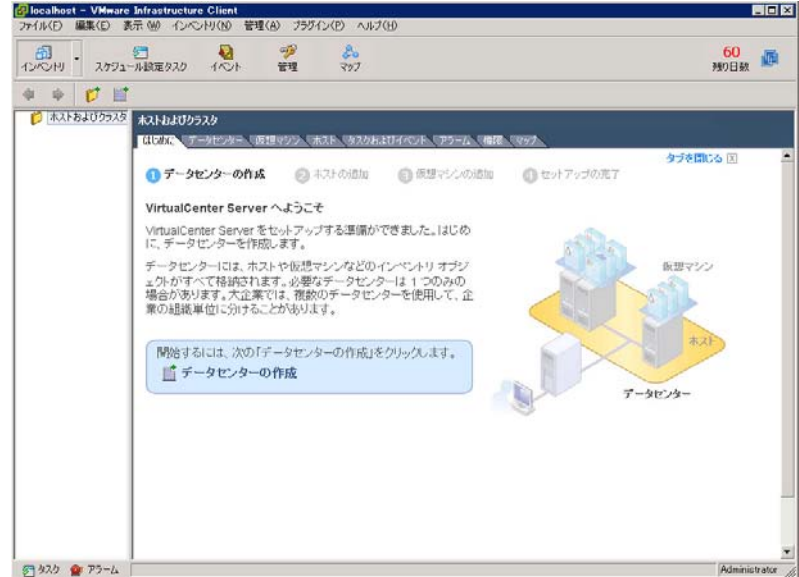 localhost - VMware Infrastructure Client
ファイル(F) 編集(E) 表示(W) インベントリ(N) 管理(A) プラグイン(P) ヘルプ(H)
インベントリ スケジュール設定タスク イベント 管理 マップ
60
残り日数
ホストおよびクラスタ
ホストおよびクラスタ
はじめに データセンター 仮想マシン ホスト タスクおよびイベント アラーム 権限 マップ
タブを閉じる
1 データセンターの作成 2 ホストの追加 3 仮想マシンの追加 4 セットアップの完了
VirtualCenter Server へようこそ
VirtualCenter Server をセットアップする準備ができました。はじめ
に、データセンターを作成します。
データセンターには、ホストや仮想マシンなどのインベントリ オブジ
ェクトがすべて格納されます。必要なデータセンターは 1 つのみの
場合があります。大企業では、複数のデータセンターを使用して、企
業の組織単位に分けることがあります。
開始するには、次の「データセンターの作成」をクリックします。
データセンターの作成
仮想マシン
ホスト
データセンター
タスク アラーム
Administrator